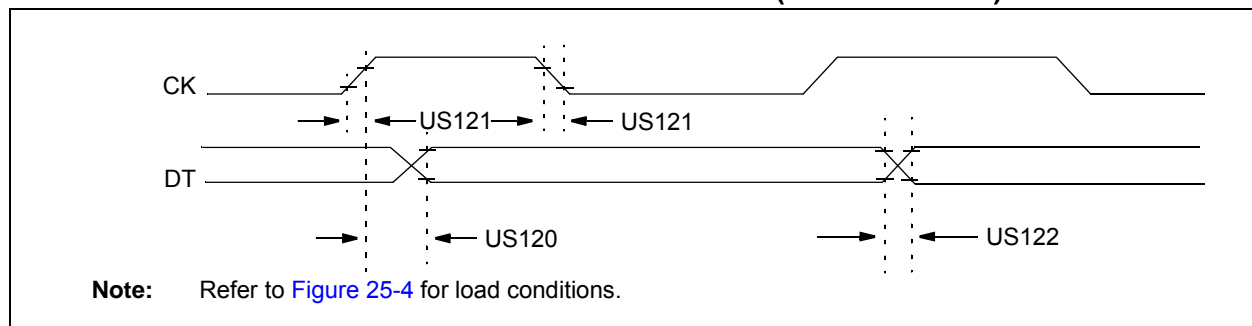 CK
US121 US121
DT
US120 US122
Note: Refer to Figure 25-4 for load conditions.